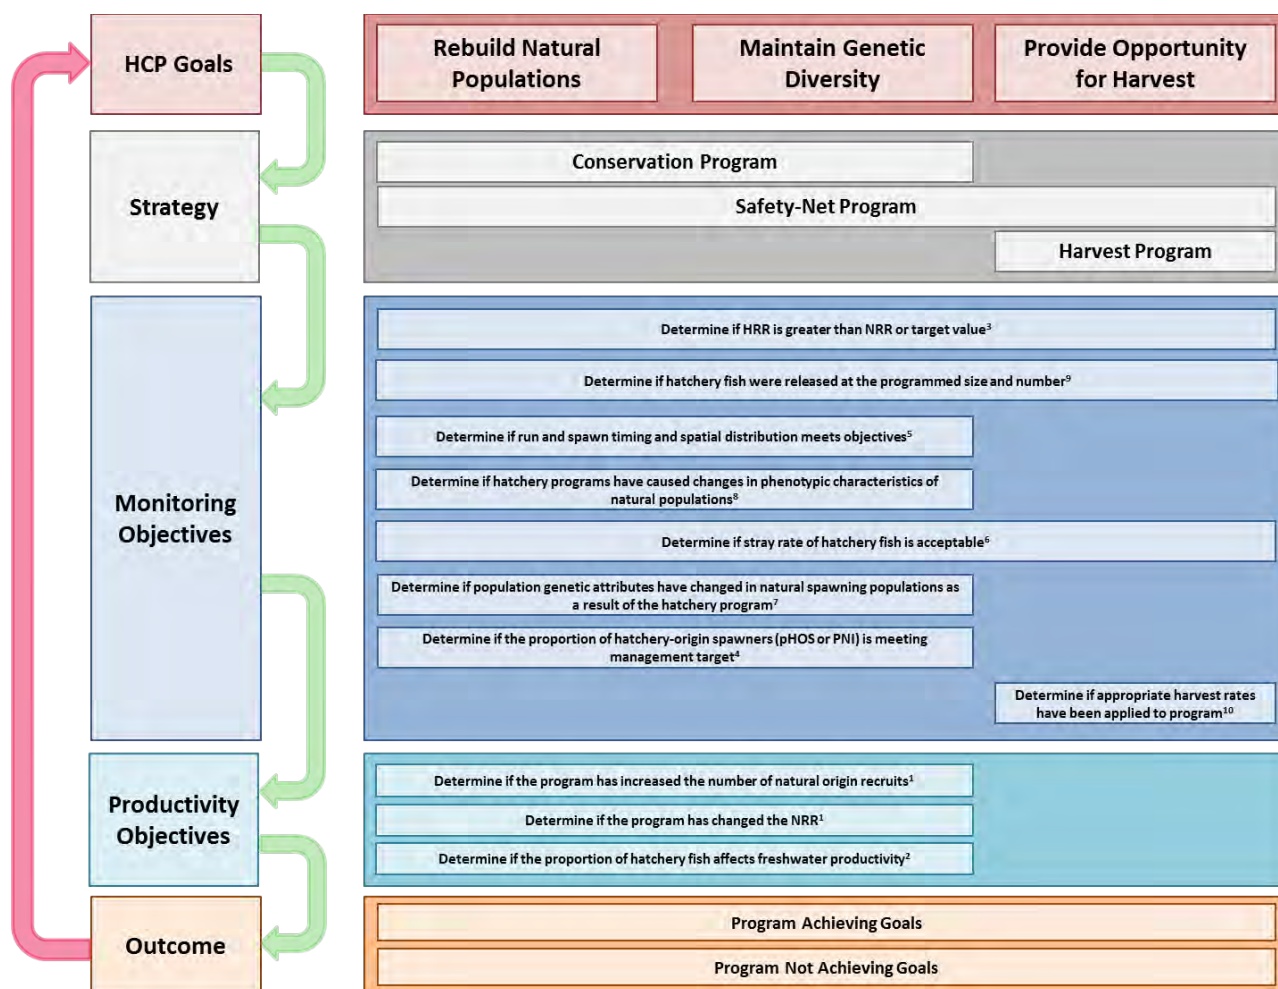 HCP Goals
Rebuild Natural
Populations
Maintain Genetic
Diversity
Provide Opportunity
for Harvest
Strategy
Conservation Program
Safety-Net Program
Harvest Program
Monitoring
Objectives
Determine if HRR is greater than NRR or target value³
Determine if hatchery fish were released at the programmed size and number⁹
Determine if run and spawn timing and spatial distribution meets objectives⁵
Determine if hatchery programs have caused changes in phenotypic characteristics of
natural populations⁸
Determine if stray rate of hatchery fish is acceptable⁶
Determine if population genetic attributes have changed in natural spawning populations as
a result of the hatchery program⁷
Determine if the proportion of hatchery-origin spawners (pHOS or PNI) is meeting
management target⁴
Determine if appropriate harvest rates
have been applied to program¹⁰
Productivity
Objectives
Determine if the program has increased the number of natural origin recruits¹
Determine if the program has changed the NRR¹
Determine if the proportion of hatchery fish affects freshwater productivity²
Outcome
Program Achieving Goals
Program Not Achieving Goals